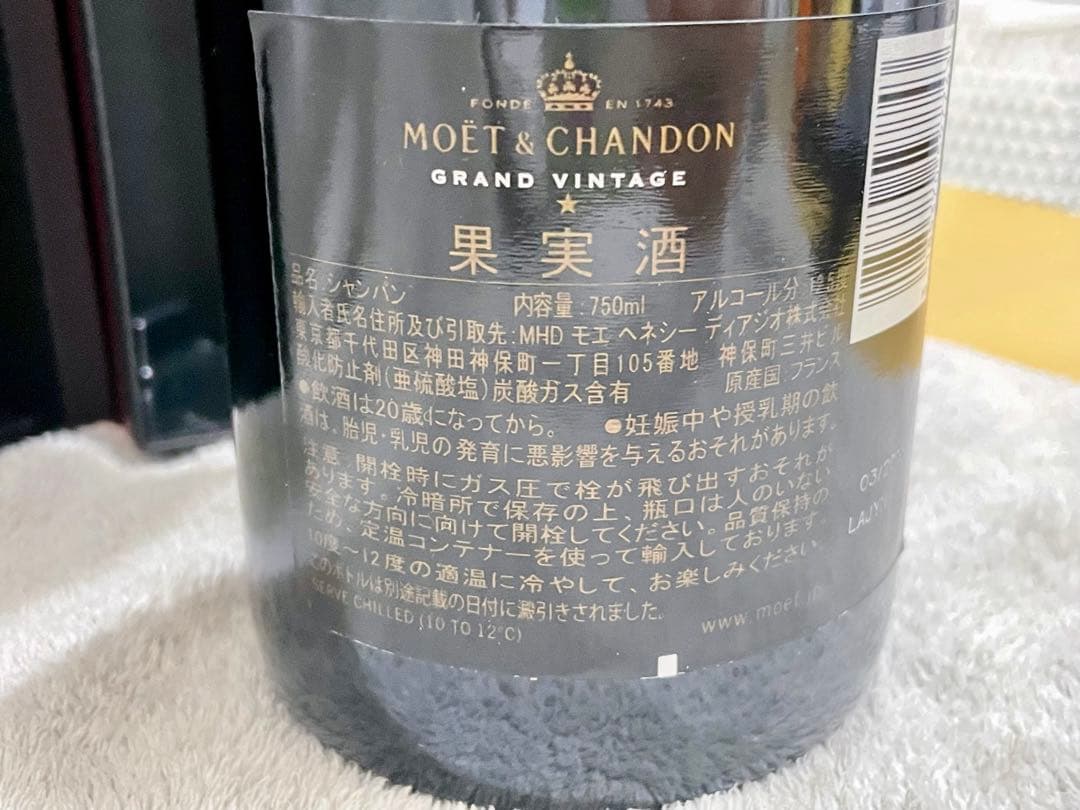 FONDE EN 1743
MOËT & CHANDON
GRAND VINTAGE
果実酒
品名:シャンパン 内容量:750ml アルコール分
輸入者氏名住所及び引取先:MHD モエ ヘネシー ディアジオ株式会社
東京都千代田区神田神保町一丁目105番地 神保町三井ビル
酸化防止剤(亜硫酸塩)炭酸ガス含有 原産国:フランス
●飲酒は20歳になってから。 ●妊娠中や授乳期の飲
酒は、胎児・乳児の発育に悪影響を与えるおそれがあります。
注意:開栓時にガス圧で栓が飛び出すおそれが
あります。冷暗所で保存の上、瓶口は人のいない
安全な方向に向けて開栓してください。品質保持の
ため、定温コンテナーを使って輸入しております。
10度～12度の適温に冷やして、お楽しみください。
このボトルは別途記載の日付に澱引きされました。
SERVE CHILLED (10 TO 12°C)
www.moet.